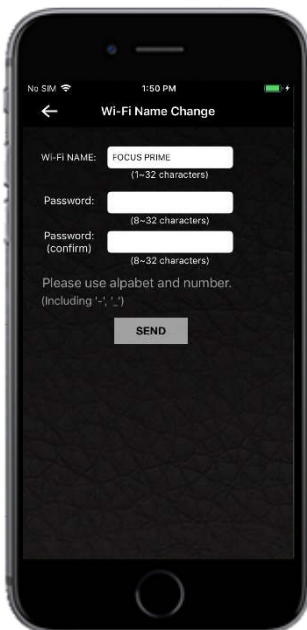 No SIM 1:50 PM
Wi-Fi Name Change
Wi-Fi NAME: FOCUS PRIME
(1~32 characters)
Password:
(8~32 characters)
Password:
(confirm)
(8~32 characters)
Please use alpabet and number.
(Including '-', '_')
SEND